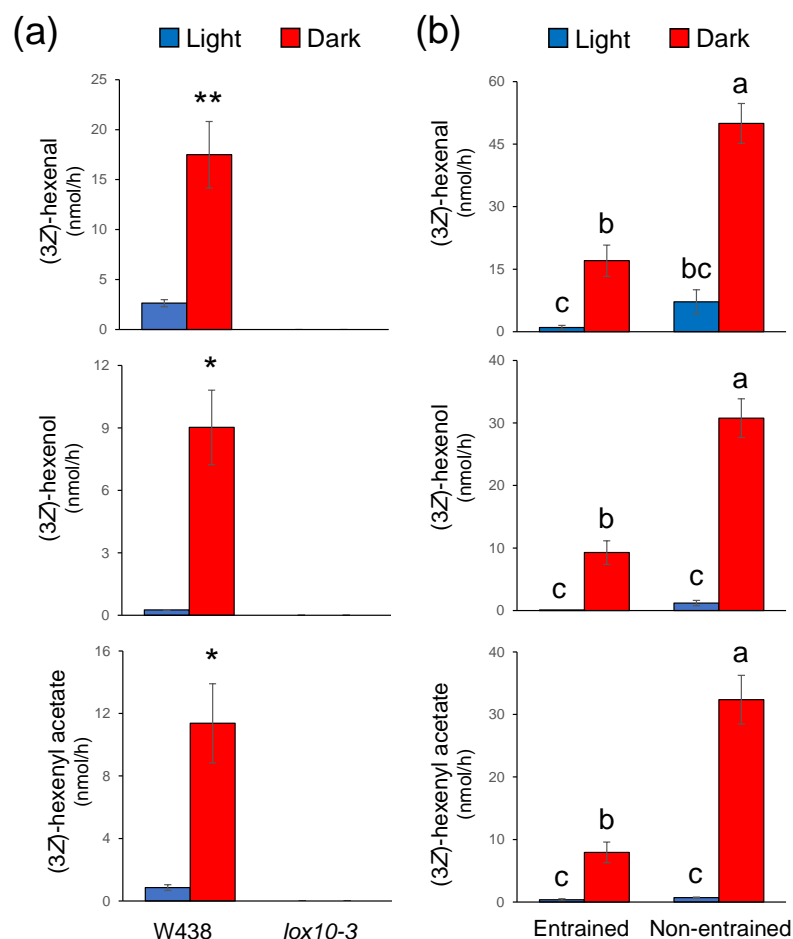 (a)
Light Dark
(3Z)-hexenal
(nmol/h)
25
20
15
10
5
0
**
(3Z)-hexenol
(nmol/h)
12
9
6
3
0
*
(3Z)-hexenyl acetate
(nmol/h)
16
12
8
4
0
*
W438 lox10-3
(b)
Light Dark
(3Z)-hexenal
(nmol/h)
60
45
30
15
0
c b bc a
(3Z)-hexenol
(nmol/h)
40
30
20
10
0
c b c a
(3Z)-hexenyl acetate
(nmol/h)
40
30
20
10
0
c b c a
Entrained Non-entrained